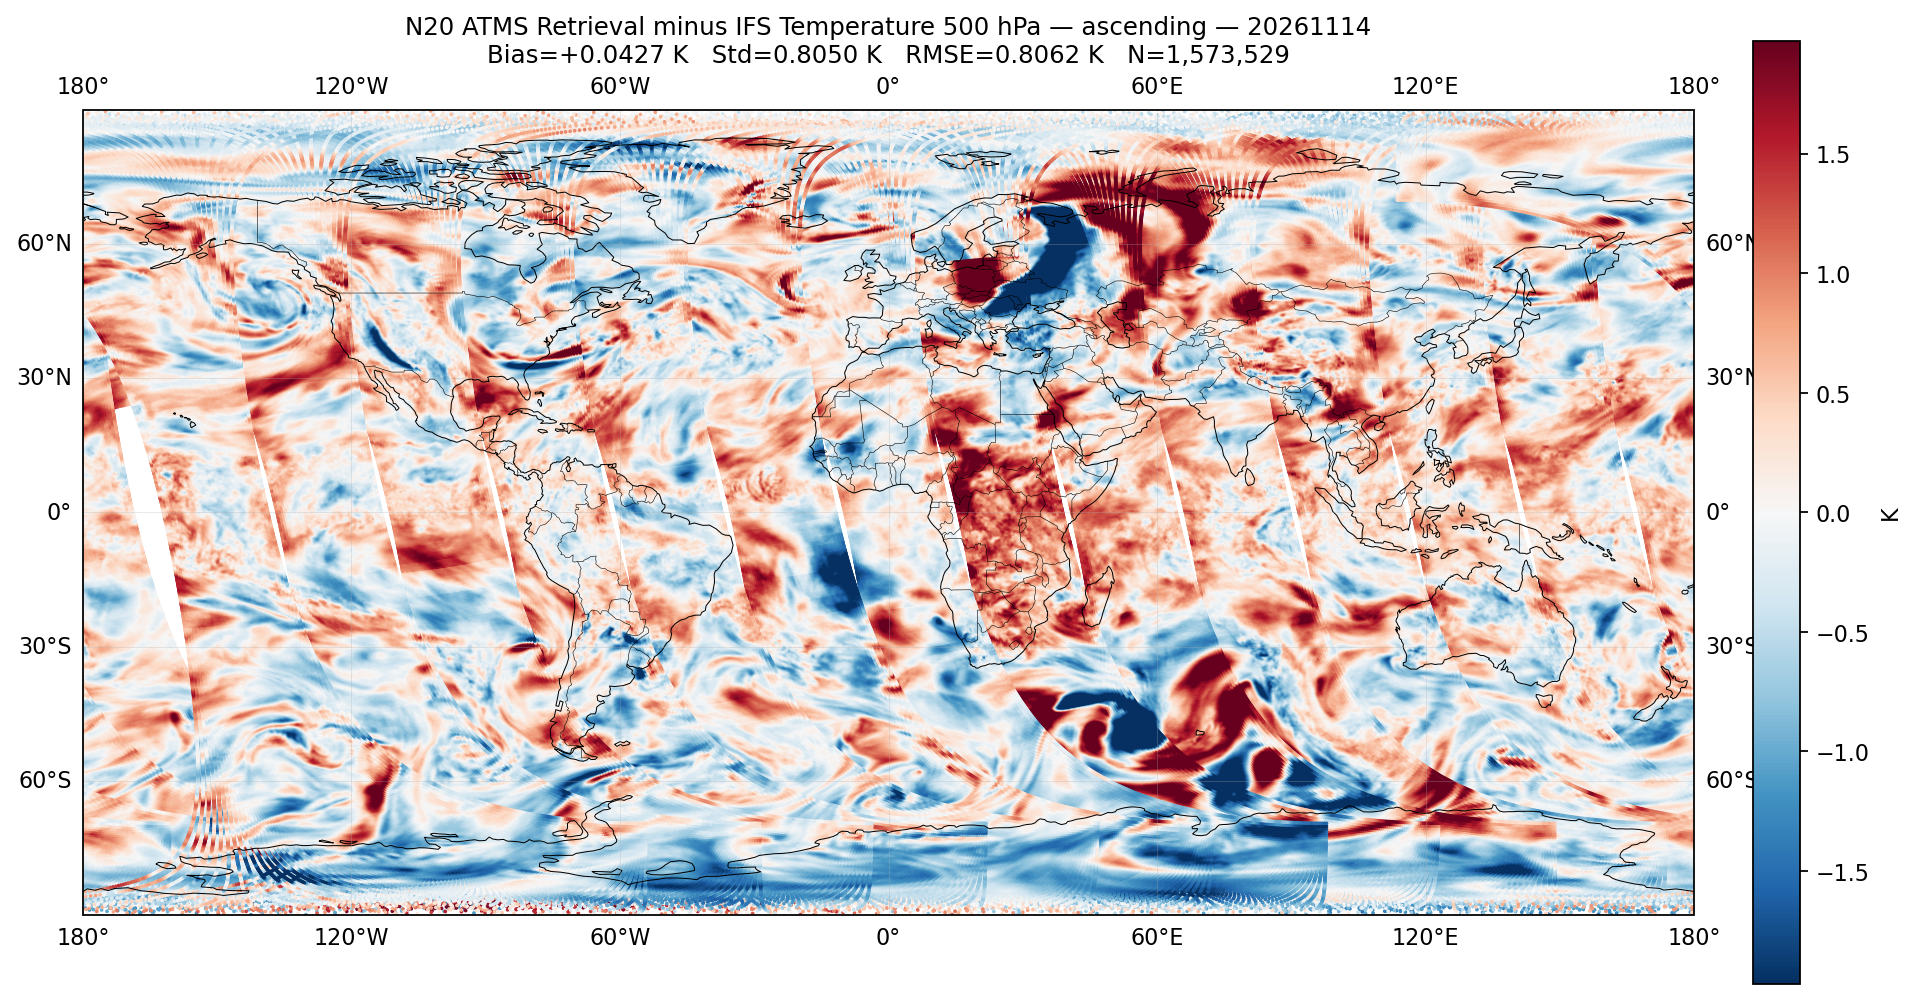 N20 ATMS Retrieval minus IFS Temperature 500 hPa — ascending — 20261114
Bias=+0.0427 K   Std=0.8050 K   RMSE=0.8062 K   N=1,573,529
180° 120°W 60°W 0° 60°E 120°E 180°
60°N 60°N
30°N 30°N
0° 0°
30°S 30°S
60°S 60°S
180° 120°W 60°W 0° 60°E 120°E 180°
1.5
1.0
0.5
0.0
−0.5
−1.0
−1.5
K